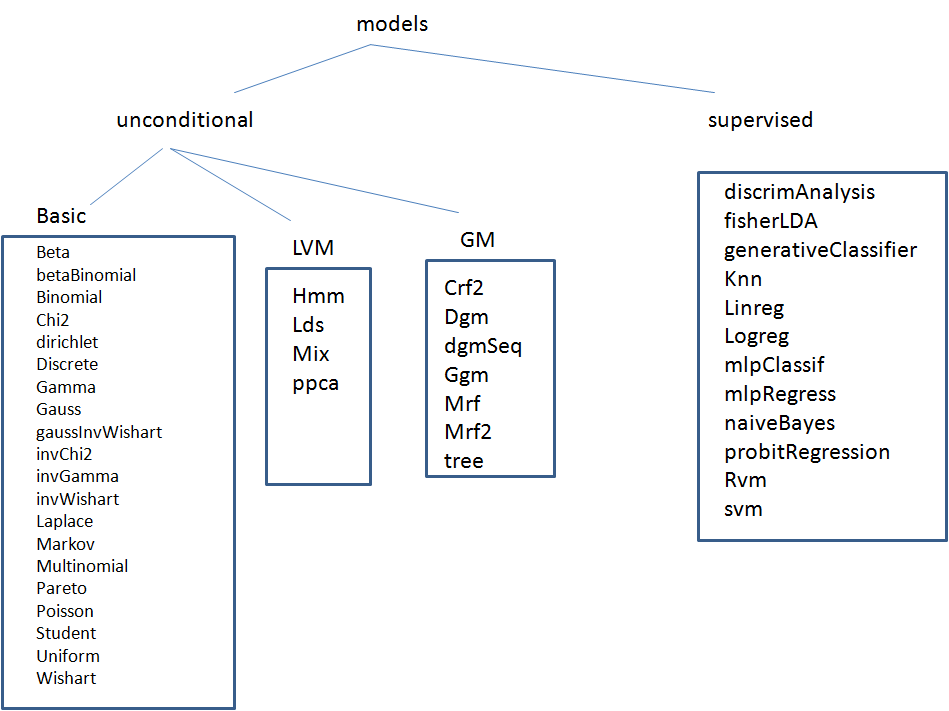 models
unconditional
supervised
Basic
Beta
betaBinomial
Binomial
Chi2
dirichlet
Discrete
Gamma
Gauss
gaussInvWishart
invChi2
invGamma
invWishart
Laplace
Markov
Multinomial
Pareto
Poisson
Student
Uniform
Wishart
LVM
Hmm
Lds
Mix
ppca
GM
Crf2
Dgm
dgmSeq
Ggm
Mrf
Mrf2
tree
discrimAnalysis
fisherLDA
generativeClassifier
Knn
Linreg
Logreg
mlpClassif
mlpRegress
naiveBayes
probitRegression
Rvm
svm